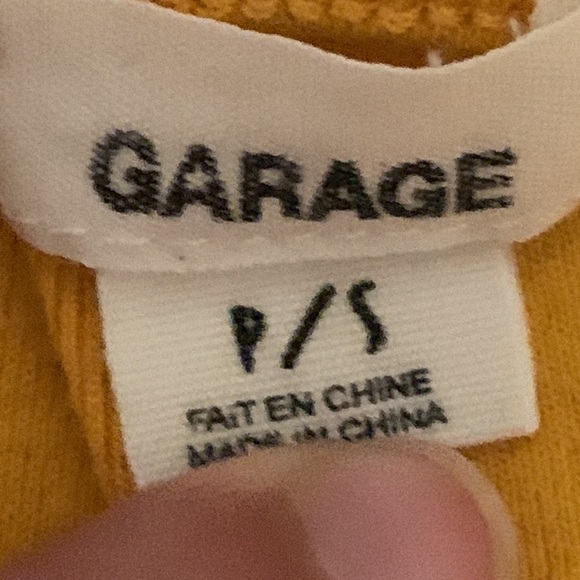 GARAGE
P/S
FAIT EN CHINE
MADE IN CHINA